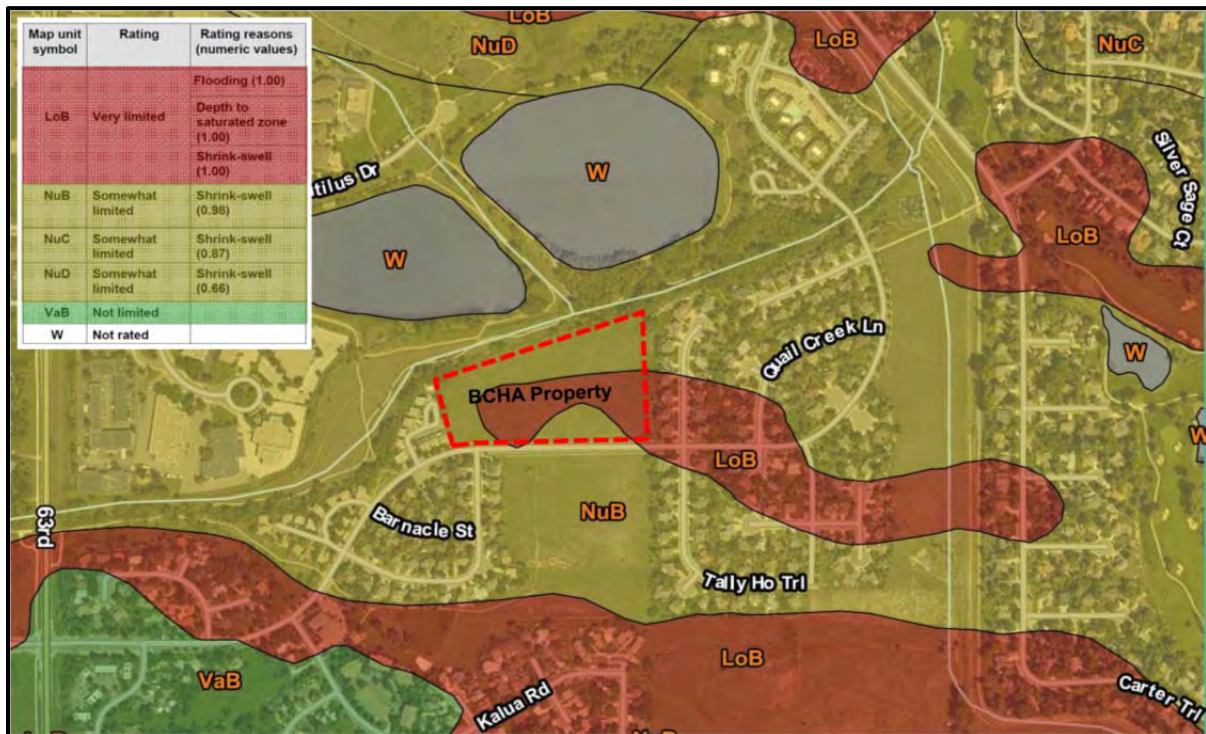 Map unit symbol Rating Rating reasons (numeric values)
LoB Very limited Flooding (1.00)
Depth to saturated zone (1.00)
Shrink-swell (1.00)
NuB Somewhat limited Shrink-swell (0.98)
NuC Somewhat limited Shrink-swell (0.87)
NuD Somewhat limited Shrink-swell (0.66)
VaB Not limited
W Not rated
LoB
NuD
LoB
NuC
Silver Sage Ct
W
utilus Dr
W
LoB
Quail Creek Ln
W
BCHA Property
W
LoB
NuB
Barnacle St
63rd
Tally Ho Trl
LoB
VaB
Kalua Rd
Carter Trl